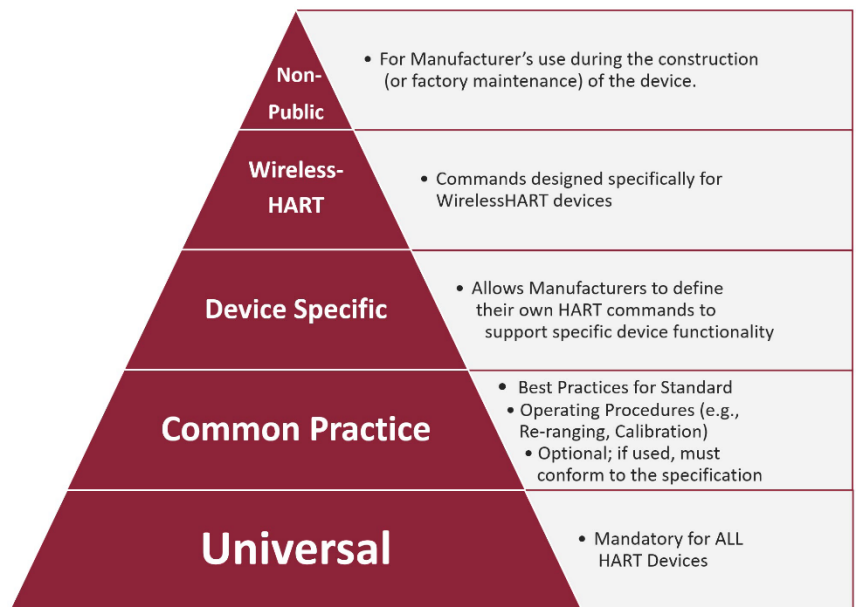 Non-
Public
• For Manufacturer's use during the construction
(or factory maintenance) of the device.
Wireless-
HART
• Commands designed specifically for
WirelessHART devices
Device Specific
• Allows Manufacturers to define
their own HART commands to
support specific device functionality
Common Practice
• Best Practices for Standard
• Operating Procedures (e.g.,
Re-ranging, Calibration)
• Optional; if used, must
conform to the specification
Universal
• Mandatory for ALL
HART Devices